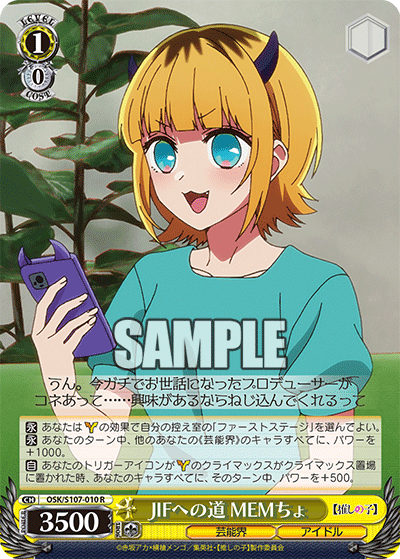 LEVEL
1
0
COST
SAMPLE
うん。今ガチでお世話になったプロデューサーが
コネあって……興味があるならねじ込んでくれるって
永 あなたは の効果で自分の控え室の「ファーストステージ」を選んでよい。
永 あなたのターン中、他のあなたの《芸能界》のキャラすべてに、パワーを
+1000。
自 あなたのトリガーアイコンが のクライマックスがクライマックス置場
に置かれた時、ターン中、あなたのキャラすべてに、パワーを+500。
CH OSK/S107-010 R
POWER 3500
JIFへの道 MEMちょ
【推しの子】
芸能界
アイドル
©赤坂アカ×横槍メンゴ／集英社・【推しの子】製作委員会